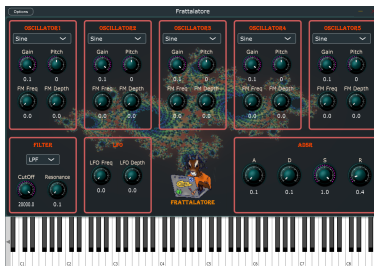 Options
Frattalatore
OSCILLATOR1 OSCILLATOR2 OSCILLATOR3 OSCILLATOR4 OSCILLATOR5
Sine Sine Sine Sine Sine
Gain Pitch Gain Pitch Gain Pitch Gain Pitch Gain Pitch
0.1 0 0.1 0 0.1 0 0.1 0 0.1 0
FM Freq FM Depth FM Freq FM Depth FM Freq FM Depth FM Freq FM Depth FM Freq FM Depth
0.0 0.0 0.0 0.0 0.0 0.0 0.0 0.0 0.0 0.0
FILTER LFO ADSR
LPF
LFO Freq LFO Depth A D S R
CutOff Resonance
0.0 0.0 0.1 0.1 1.0 0.4
20000.0 0.1
FRATTALATORE
C1 C2 C3 C4 C5 C6 C7 C8